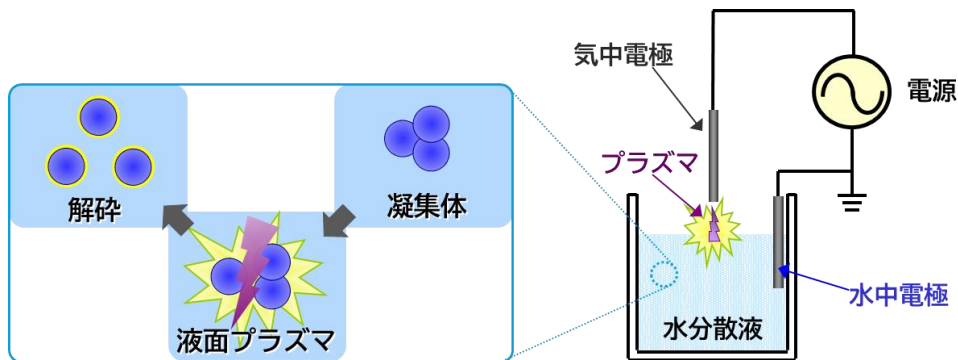 解砕
凝集体
液面プラズマ
気中電極
プラズマ
電源
水中電極
水分散液